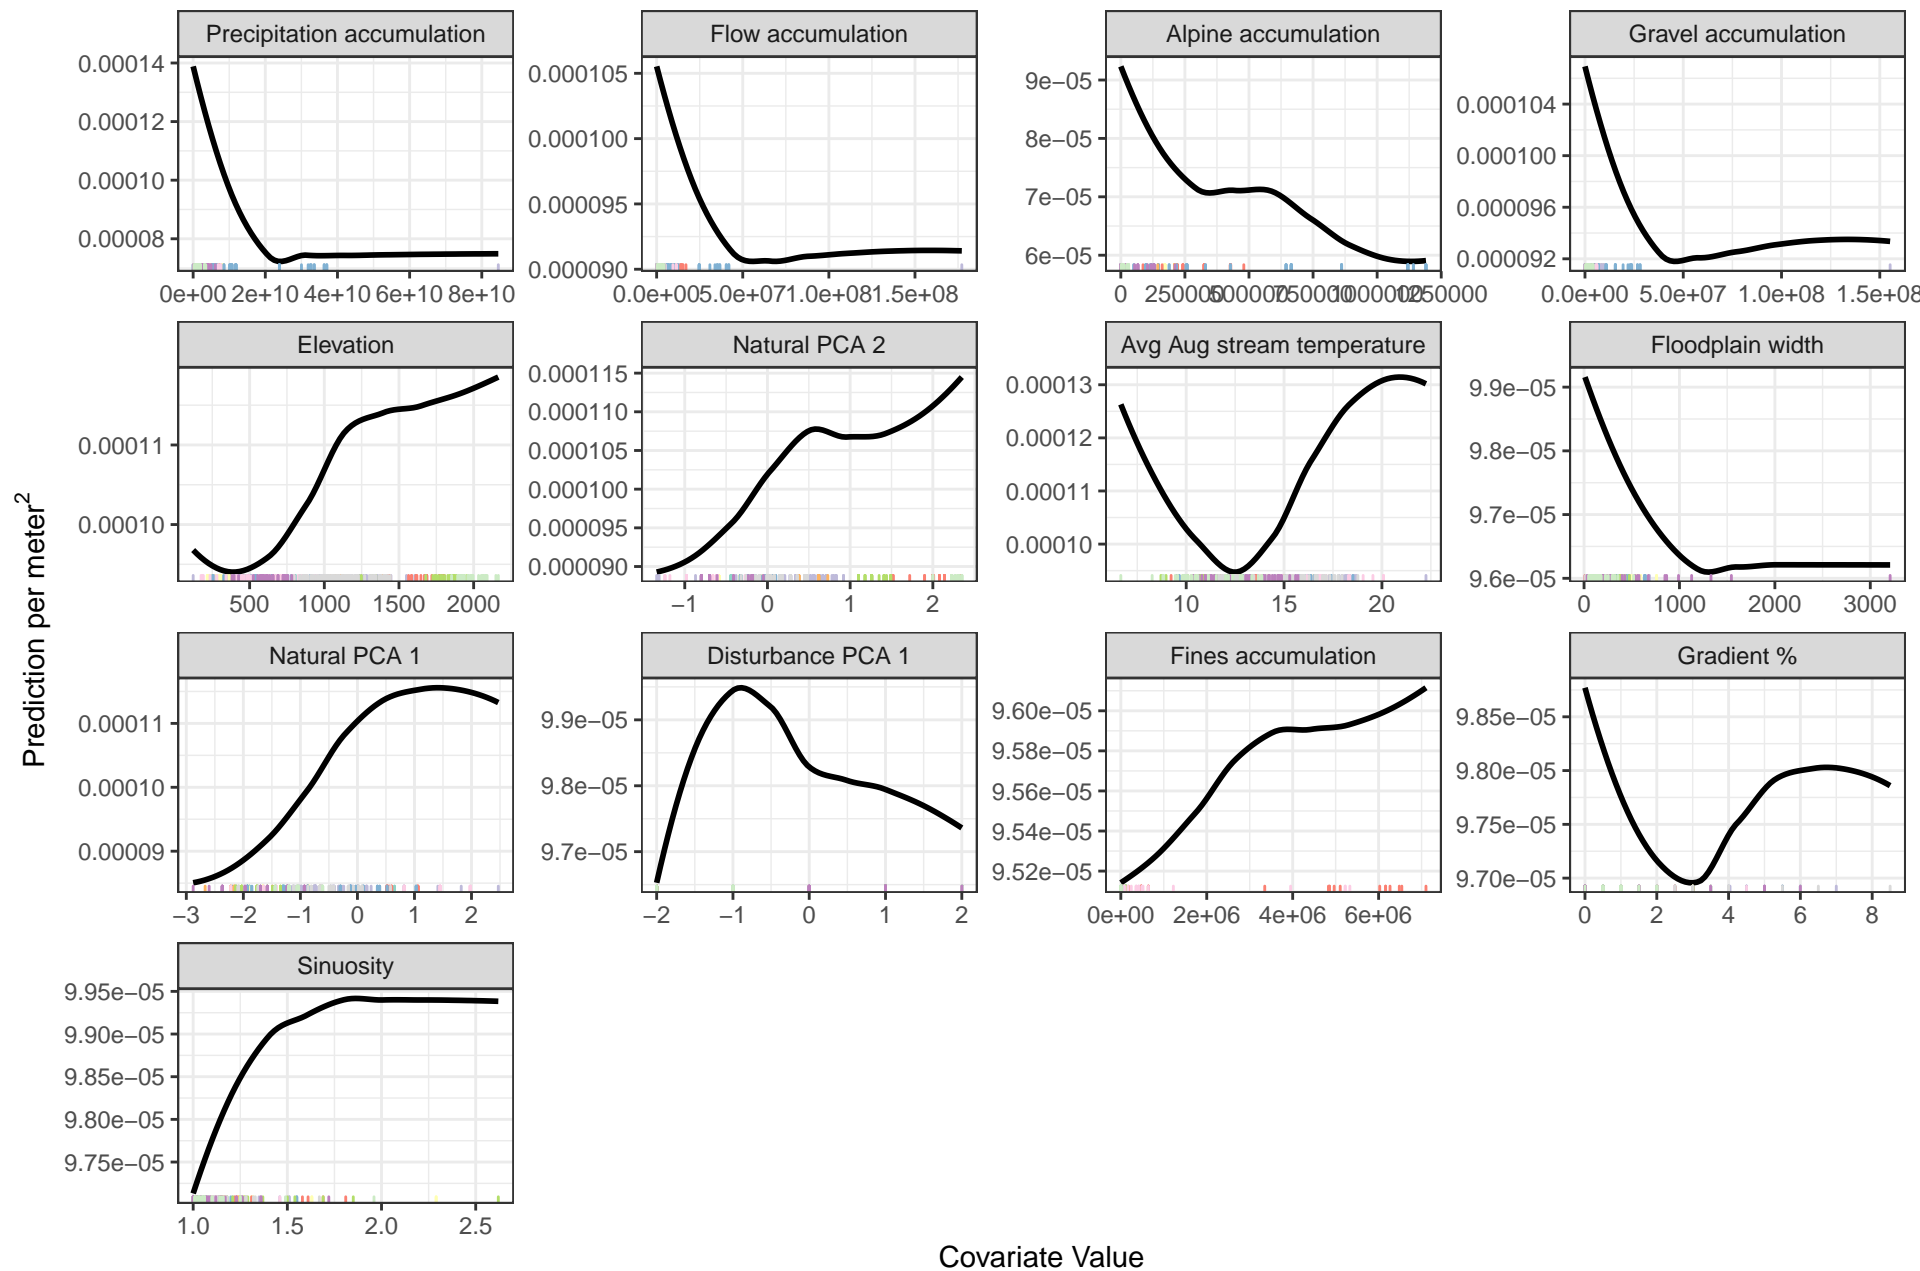 Precipitation accumulation
Flow accumulation
Alpine accumulation
Gravel accumulation
0.00014
0.00012
0.00010
0.00008
0e+00 2e+10 4e+10 6e+10 8e+10
0.000105
0.000100
0.000095
0.000090
0.0e+00 5.0e+07 1.0e+08 1.5e+08
9e−05
8e−05
7e−05
6e−05
0 250000 500000 750000 1000000 1250000
0.000104
0.000100
0.000096
0.000092
0.0e+00 5.0e+07 1.0e+08 1.5e+08
Elevation
Natural PCA 2
Avg Aug stream temperature
Floodplain width
0.00011
0.00010
500 1000 1500 2000
0.000115
0.000110
0.000105
0.000100
0.000095
0.000090
−1 0 1 2
0.00013
0.00012
0.00011
0.00010
10 15 20
9.9e−05
9.8e−05
9.7e−05
9.6e−05
0 1000 2000 3000
Prediction per meter²
Natural PCA 1
Disturbance PCA 1
Fines accumulation
Gradient %
0.00011
0.00010
0.00009
−3 −2 −1 0 1 2
9.9e−05
9.8e−05
9.7e−05
−2 −1 0 1 2
9.60e−05
9.58e−05
9.56e−05
9.54e−05
9.52e−05
0e+00 2e+06 4e+06 6e+06
9.85e−05
9.80e−05
9.75e−05
9.70e−05
0 2 4 6 8
Sinuosity
9.95e−05
9.90e−05
9.85e−05
9.80e−05
9.75e−05
1.0 1.5 2.0 2.5
Covariate Value